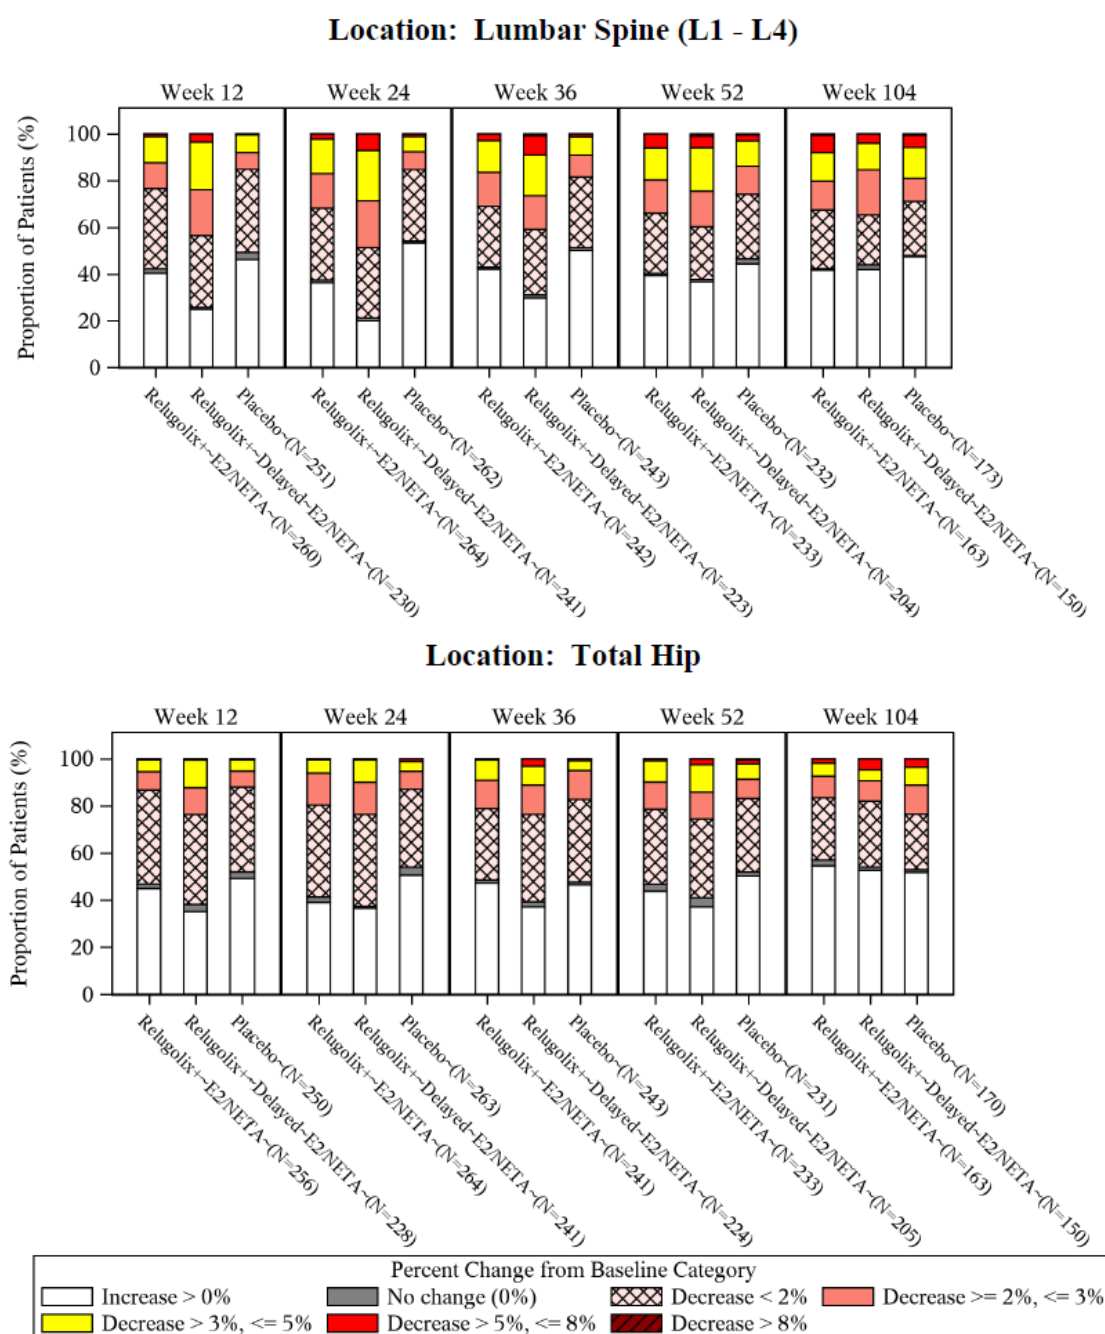 Location: Lumbar Spine (L1 - L4)
Week 12 Week 24 Week 36 Week 52 Week 104
Proportion of Patients (%)
100
80
60
40
20
0
Relugolix+~E2/NETA~(N=260)
Relugolix+~Delayed~E2/NETA~(N=230)
Placebo~(N=251)
Relugolix+~E2/NETA~(N=264)
Relugolix+~Delayed~E2/NETA~(N=241)
Placebo~(N=262)
Relugolix+~E2/NETA~(N=242)
Relugolix+~Delayed~E2/NETA~(N=223)
Placebo~(N=243)
Relugolix+~E2/NETA~(N=233)
Relugolix+~Delayed~E2/NETA~(N=204)
Placebo~(N=232)
Relugolix+~E2/NETA~(N=163)
Relugolix+~Delayed~E2/NETA~(N=150)
Placebo~(N=173)
Location: Total Hip
Week 12 Week 24 Week 36 Week 52 Week 104
Proportion of Patients (%)
100
80
60
40
20
0
Relugolix+~E2/NETA~(N=256)
Relugolix+~Delayed~E2/NETA~(N=228)
Placebo~(N=250)
Relugolix+~E2/NETA~(N=264)
Relugolix+~Delayed~E2/NETA~(N=241)
Placebo~(N=263)
Relugolix+~E2/NETA~(N=241)
Relugolix+~Delayed~E2/NETA~(N=224)
Placebo~(N=243)
Relugolix+~E2/NETA~(N=233)
Relugolix+~Delayed~E2/NETA~(N=205)
Placebo~(N=231)
Relugolix+~E2/NETA~(N=163)
Relugolix+~Delayed~E2/NETA~(N=150)
Placebo~(N=170)
Percent Change from Baseline Category
Increase > 0% No change (0%) Decrease < 2% Decrease >= 2%, <= 3%
Decrease > 3%, <= 5% Decrease > 5%, <= 8% Decrease > 8%